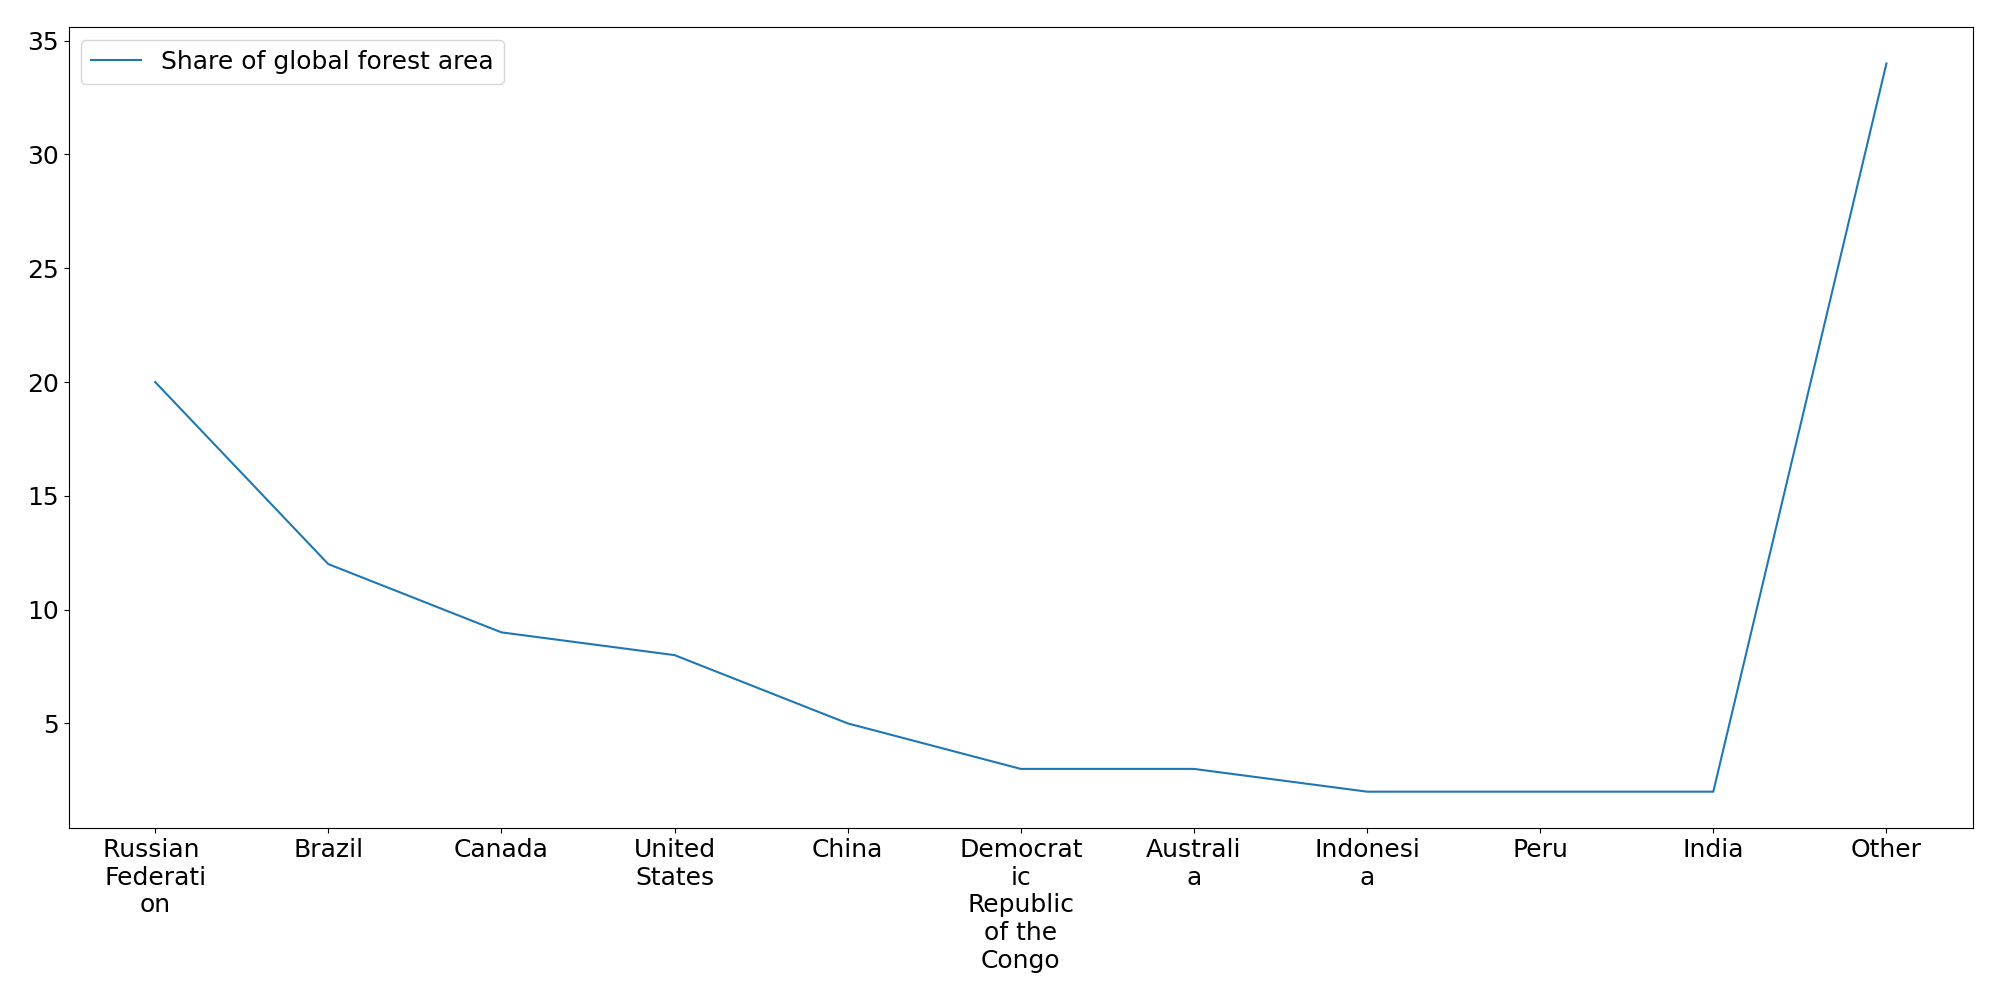 Share of global forest area
35
30
25
20
15
10
5
Russian
Federati
on
Brazil
Canada
United
States
China
Democrat
ic
Republic
of the
Congo
Australi
a
Indonesi
a
Peru
India
Other